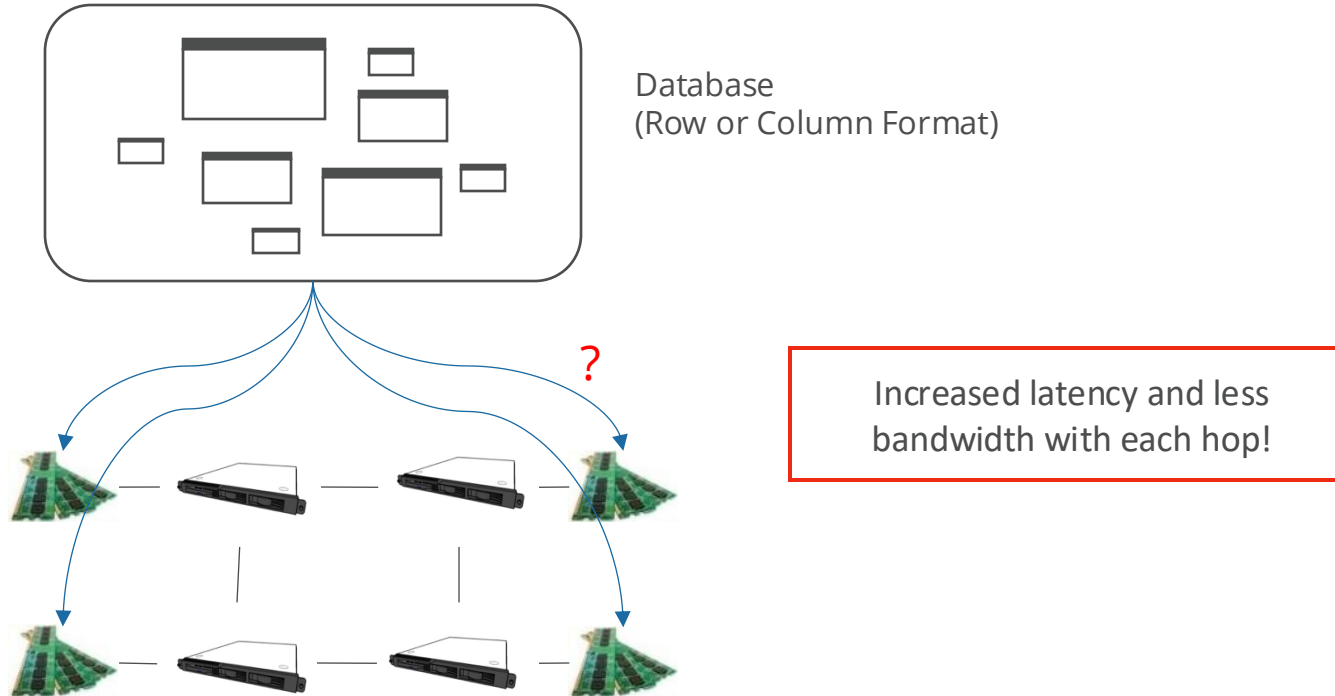 Database
(Row or Column Format)
?
Increased latency and less
bandwidth with each hop!